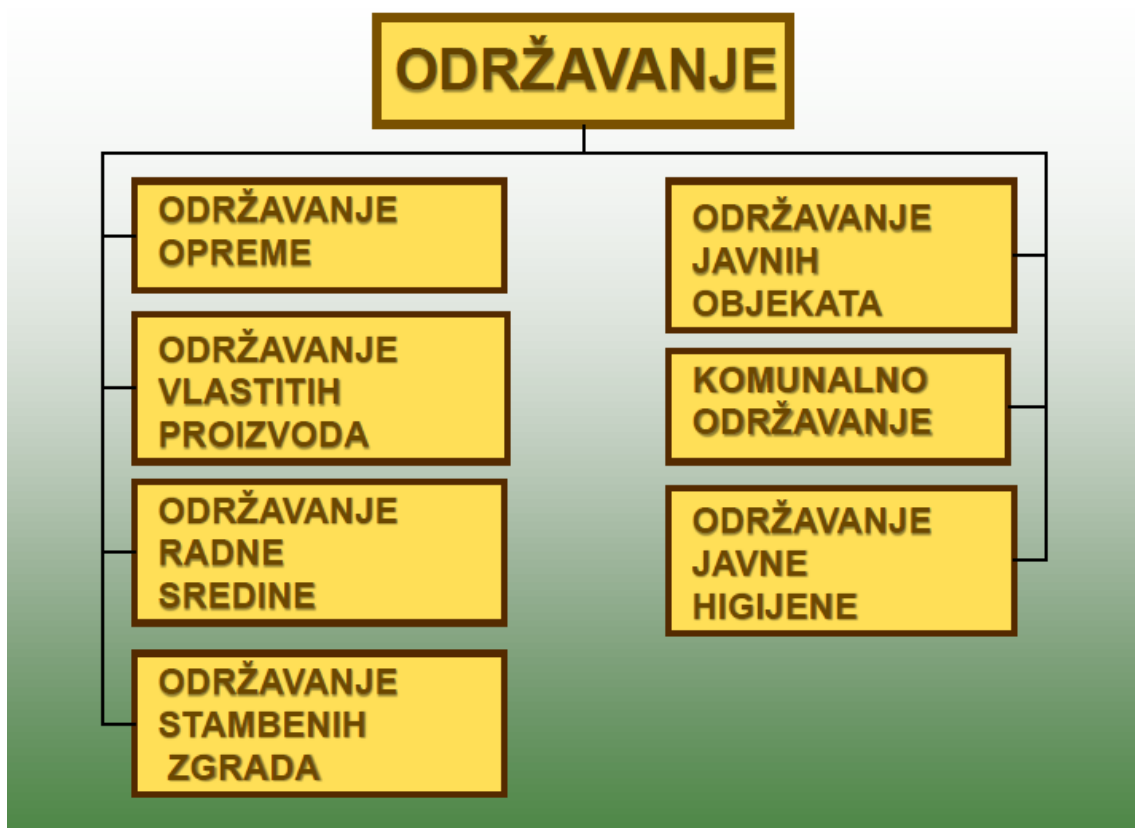 ODRŽAVANJE
ODRŽAVANJE
OPREME
ODRŽAVANJE
VLASTITIH
PROIZVODA
ODRŽAVANJE
RADNE
SREDINE
ODRŽAVANJE
STAMBENIH
ZGRADA
ODRŽAVANJE
JAVNIH
OBJEKATA
KOMUNALNO
ODRŽAVANJE
ODRŽAVANJE
JAVNE
HIGIJENE